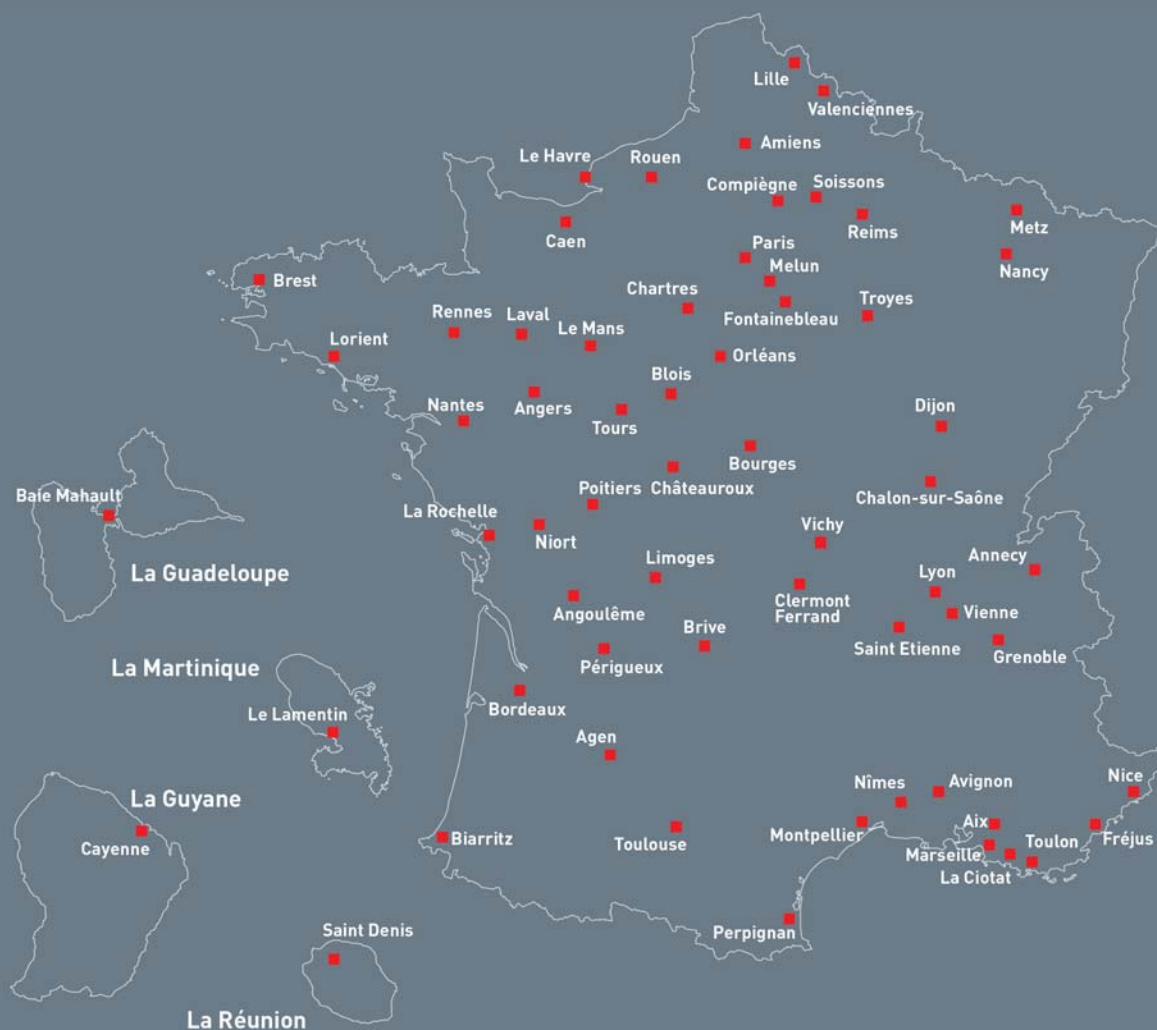 Lille
Valenciennes
Amiens
Le Havre
Rouen
Compiègne
Soissons
Reims
Metz
Caen
Paris
Melun
Nancy
Brest
Chartres
Fontainebleau
Troyes
Rennes
Laval
Le Mans
Lorient
Orléans
Blois
Nantes
Angers
Tours
Dijon
Bourges
Châteauroux
Poitiers
Chalon-sur-Saône
Baie Mahault
La Rochelle
Niort
Vichy
Limoges
Annecy
La Guadeloupe
Lyon
Clermont
Ferrand
Angoulême
Vienne
Brive
Saint Etienne
Grenoble
Périgueux
La Martinique
Bordeaux
Le Lamentin
Agen
Nîmes
Avignon
Nice
La Guyane
Cayenne
Biarritz
Toulouse
Montpellier
Aix
Marseille
Toulon
Fréjus
La Ciotat
Perpignan
Saint Denis
La Réunion